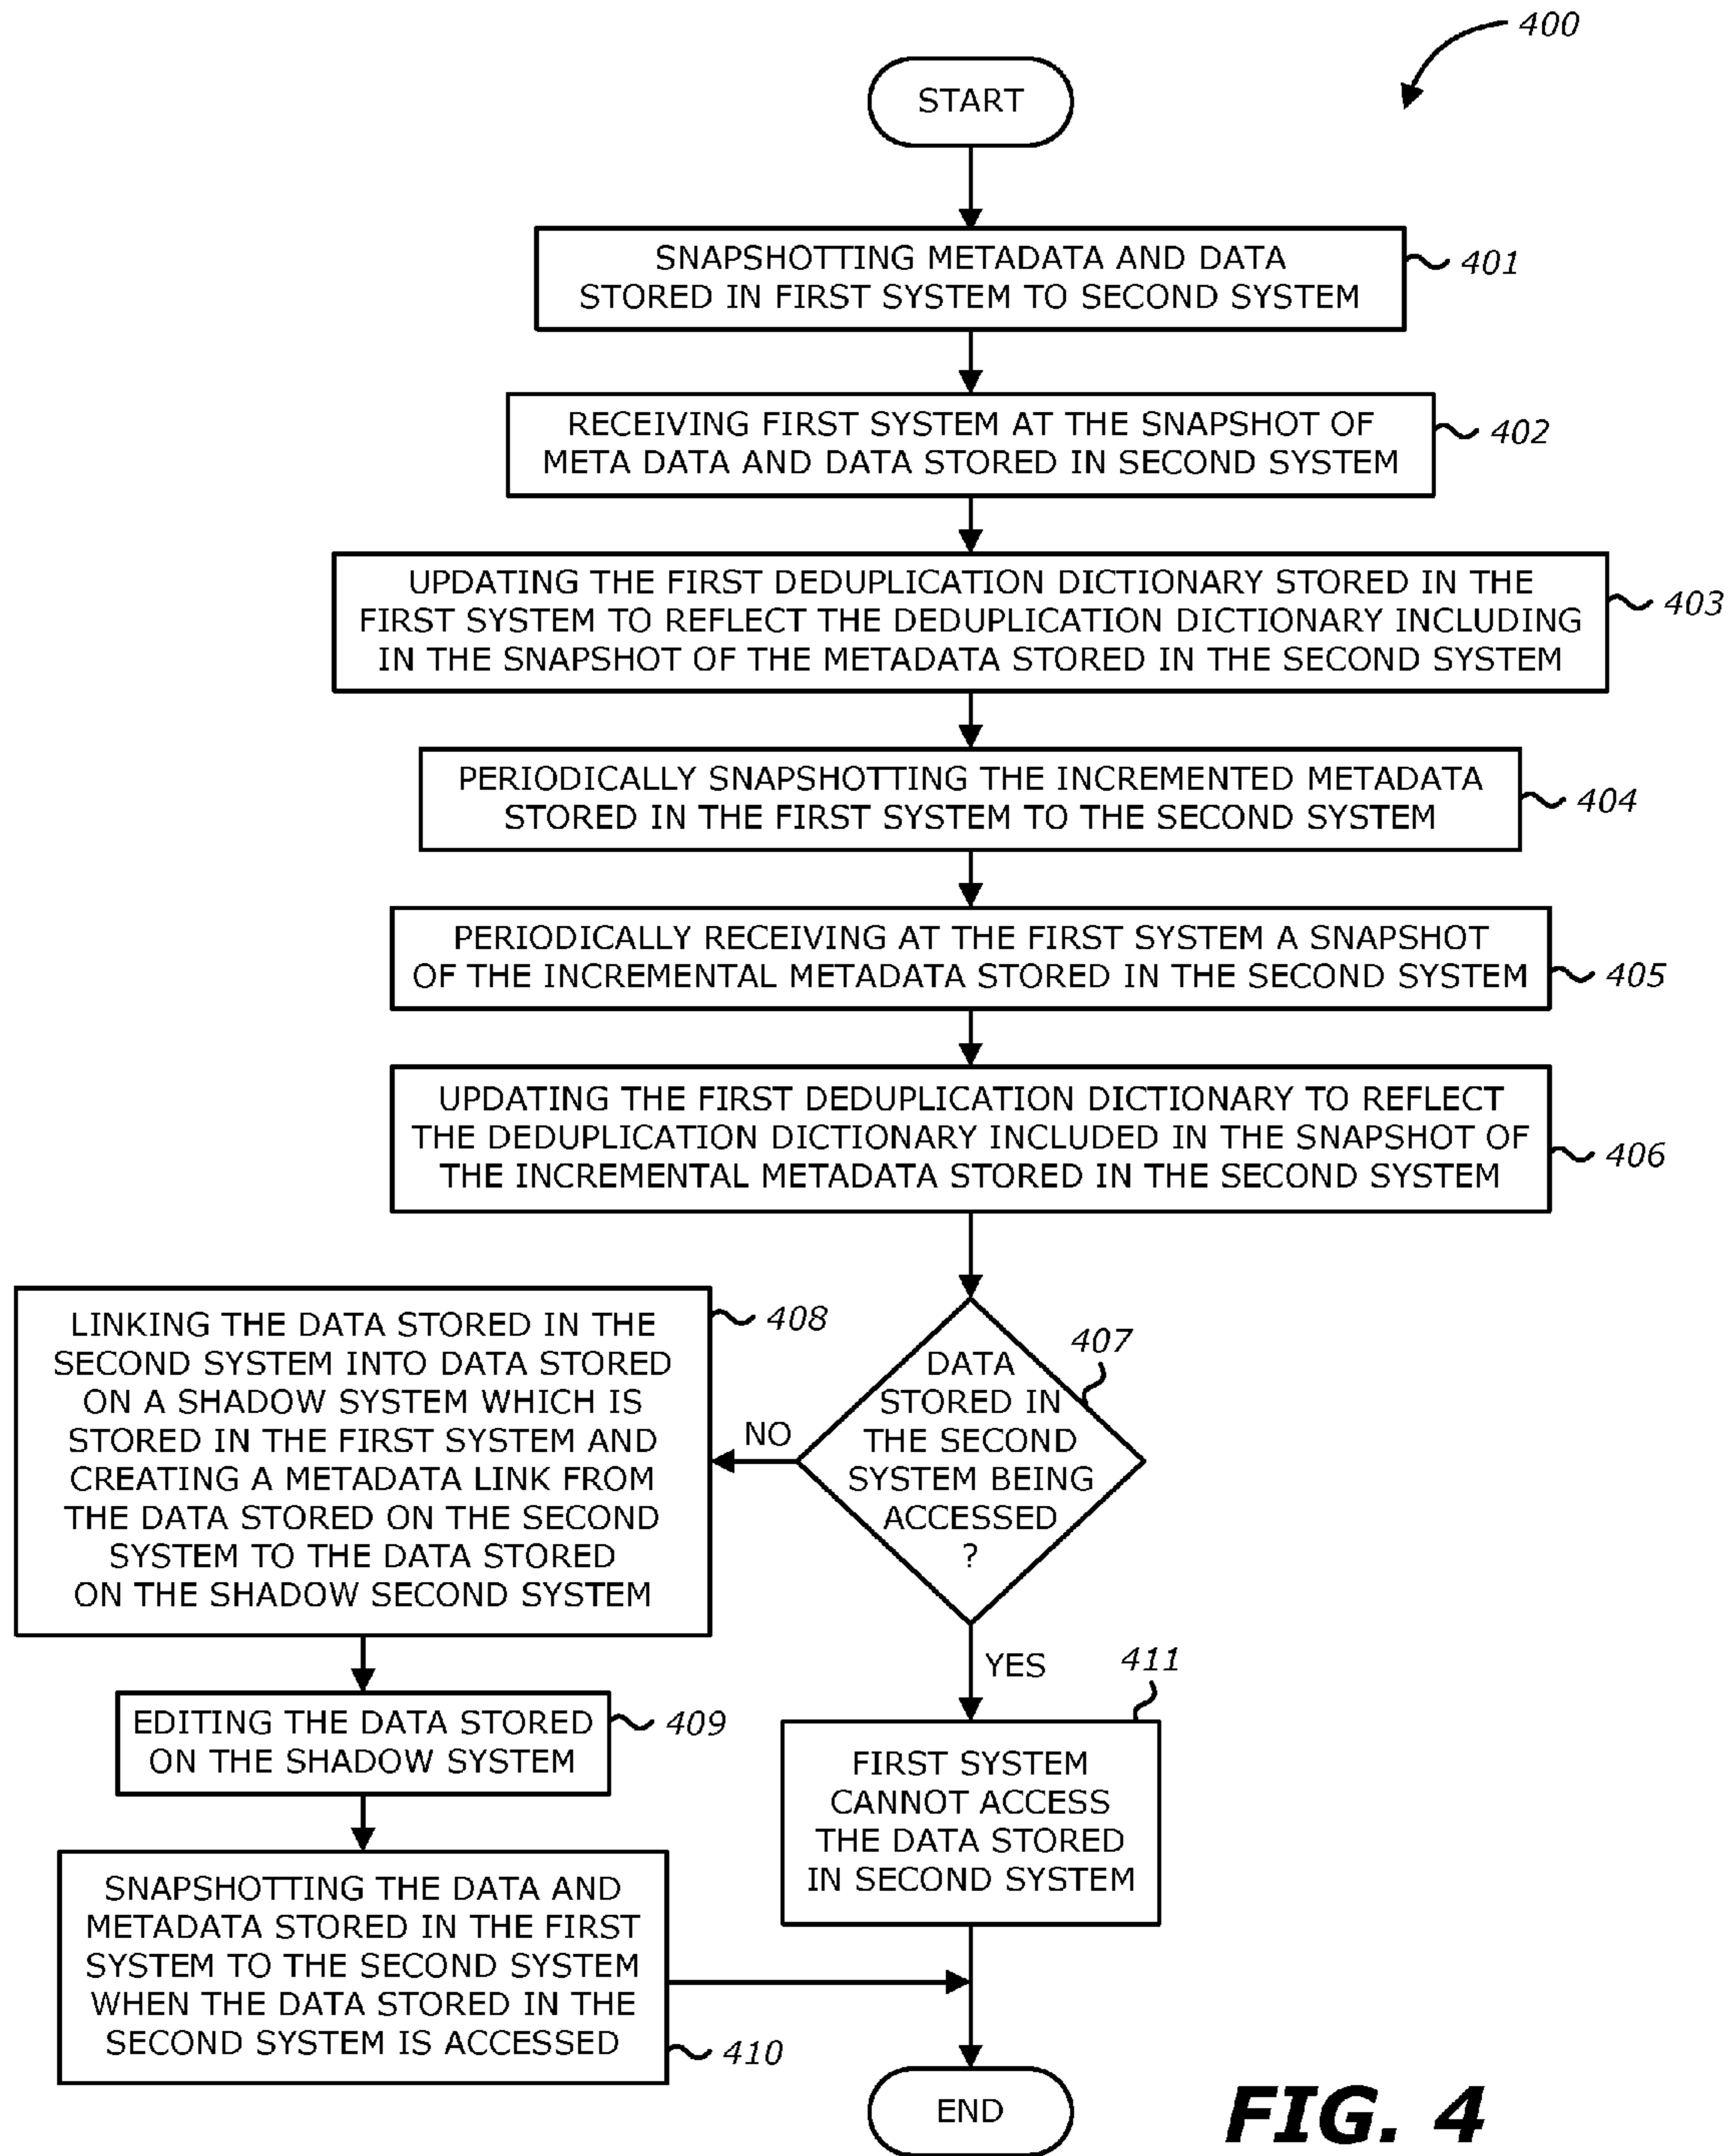 400
START
SNAPSHOTTING METADATA AND DATA
STORED IN FIRST SYSTEM TO SECOND SYSTEM
401
RECEIVING FIRST SYSTEM AT THE SNAPSHOT OF
META DATA AND DATA STORED IN SECOND SYSTEM
402
UPDATING THE FIRST DEDUPLICATION DICTIONARY STORED IN THE
FIRST SYSTEM TO REFLECT THE DEDUPLICATION DICTIONARY INCLUDING
IN THE SNAPSHOT OF THE METADATA STORED IN THE SECOND SYSTEM
403
PERIODICALLY SNAPSHOTTING THE INCREMENTED METADATA
STORED IN THE FIRST SYSTEM TO THE SECOND SYSTEM
404
PERIODICALLY RECEIVING AT THE FIRST SYSTEM A SNAPSHOT
OF THE INCREMENTAL METADATA STORED IN THE SECOND SYSTEM
405
UPDATING THE FIRST DEDUPLICATION DICTIONARY TO REFLECT
THE DEDUPLICATION DICTIONARY INCLUDED IN THE SNAPSHOT OF
THE INCREMENTAL METADATA STORED IN THE SECOND SYSTEM
406
DATA
STORED IN
THE SECOND
SYSTEM BEING
ACCESSED
?
407
NO
LINKING THE DATA STORED IN THE
SECOND SYSTEM INTO DATA STORED
ON A SHADOW SYSTEM WHICH IS
STORED IN THE FIRST SYSTEM AND
CREATING A METADATA LINK FROM
THE DATA STORED ON THE SECOND
SYSTEM TO THE DATA STORED
ON THE SHADOW SECOND SYSTEM
408
EDITING THE DATA STORED
ON THE SHADOW SYSTEM
409
SNAPSHOTTING THE DATA AND
METADATA STORED IN THE FIRST
SYSTEM TO THE SECOND SYSTEM
WHEN THE DATA STORED IN THE
SECOND SYSTEM IS ACCESSED
410
YES
411
FIRST SYSTEM
CANNOT ACCESS
THE DATA STORED
IN SECOND SYSTEM
END
FIG. 4